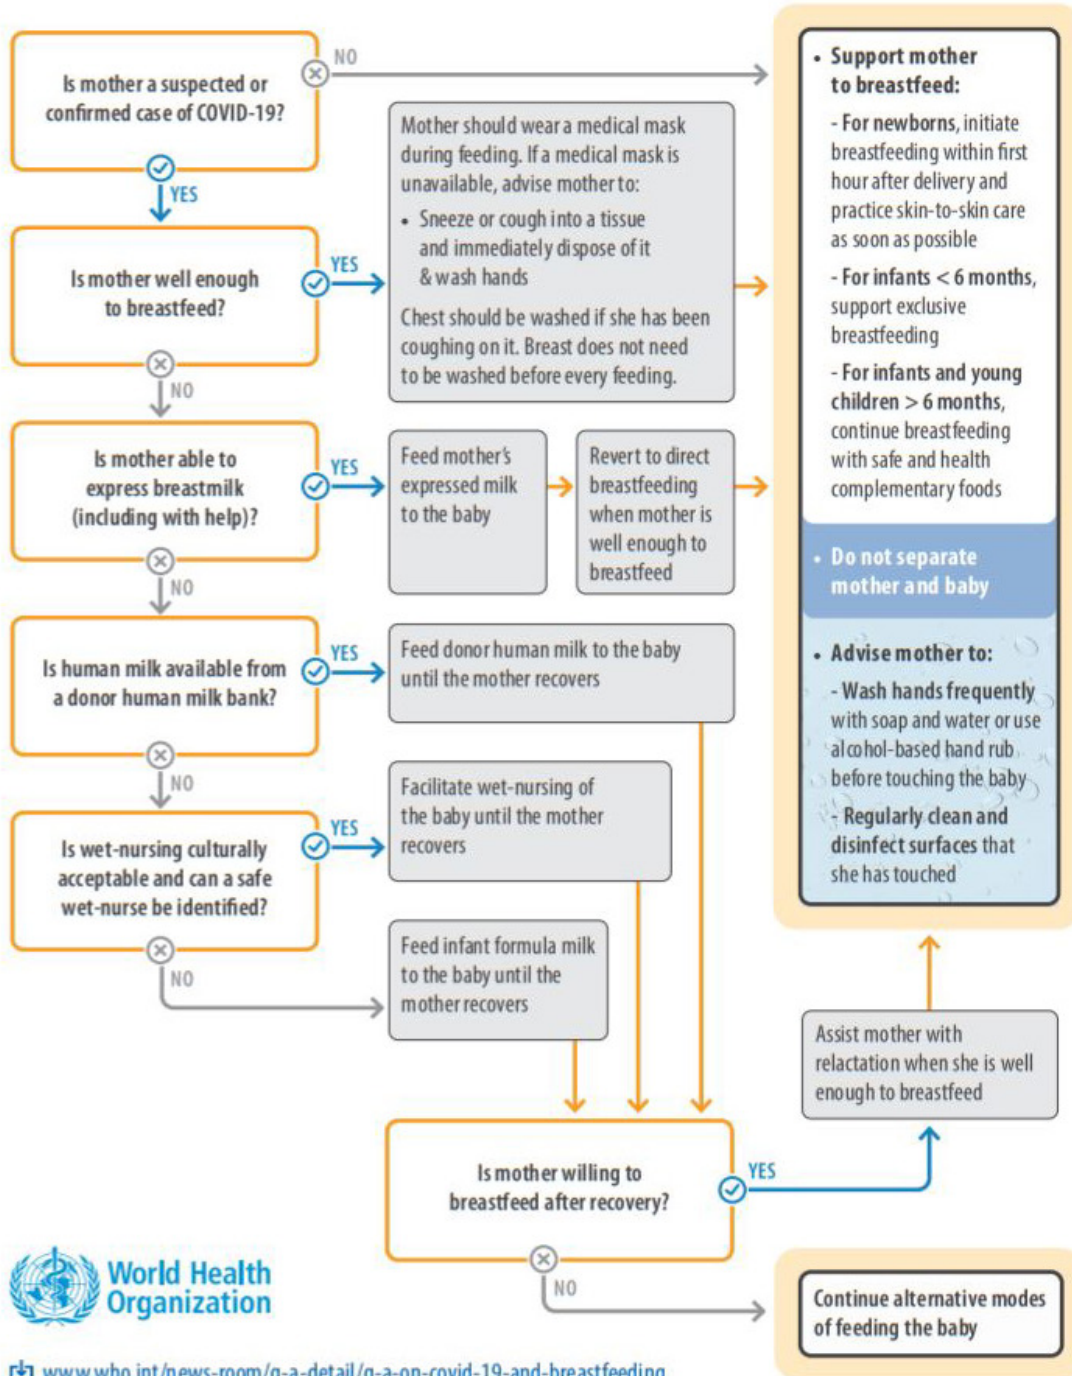 Is mother a suspected or
confirmed case of COVID-19?
NO
YES
Is mother well enough
to breastfeed?
YES
NO
Mother should wear a medical mask
during feeding. If a medical mask is
unavailable, advise mother to:
• Sneeze or cough into a tissue
and immediately dispose of it
& wash hands
Chest should be washed if she has been
coughing on it. Breast does not need
to be washed before every feeding.
Is mother able to
express breastmilk
(including with help)?
YES
NO
Feed mother's
expressed milk
to the baby
Revert to direct
breastfeeding
when mother is
well enough to
breastfeed
Is human milk available from
a donor human milk bank?
YES
NO
Feed donor human milk to the baby
until the mother recovers
Is wet-nursing culturally
acceptable and can a safe
wet-nurse be identified?
YES
NO
Facilitate wet-nursing of
the baby until the mother
recovers
Feed infant formula milk
to the baby until the
mother recovers
Is mother willing to
breastfeed after recovery?
YES
NO
Assist mother with
relactation when she is well
enough to breastfeed
• Support mother
to breastfeed:
- For newborns, initiate
breastfeeding within first
hour after delivery and
practice skin-to-skin care
as soon as possible
- For infants < 6 months,
support exclusive
breastfeeding
- For infants and young
children > 6 months,
continue breastfeeding
with safe and health
complementary foods
• Do not separate
mother and baby
• Advise mother to:
- Wash hands frequently
with soap and water or use
alcohol-based hand rub
before touching the baby
- Regularly clean and
disinfect surfaces that
she has touched
Continue alternative modes
of feeding the baby
World Health
Organization
www.who.int/news-room/q-a-detail/q-a-on-covid-19-and-breastfeeding